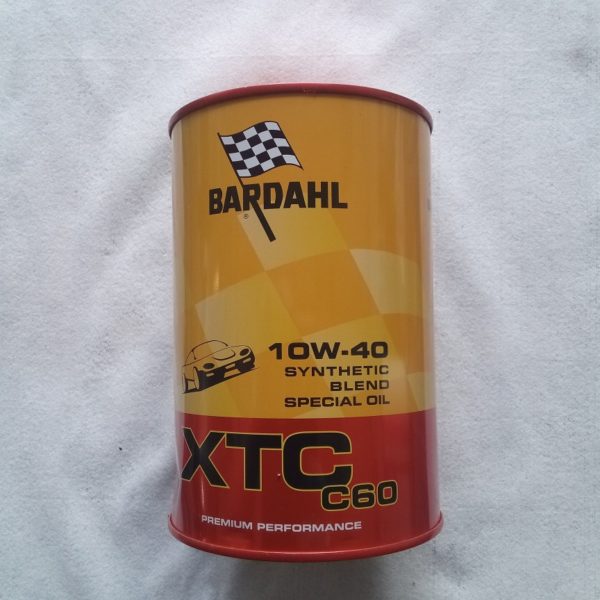 BARDAHL
®
10W-40
SYNTHETIC
BLEND
SPECIAL OIL
XTC
C60
PREMIUM PERFORMANCE